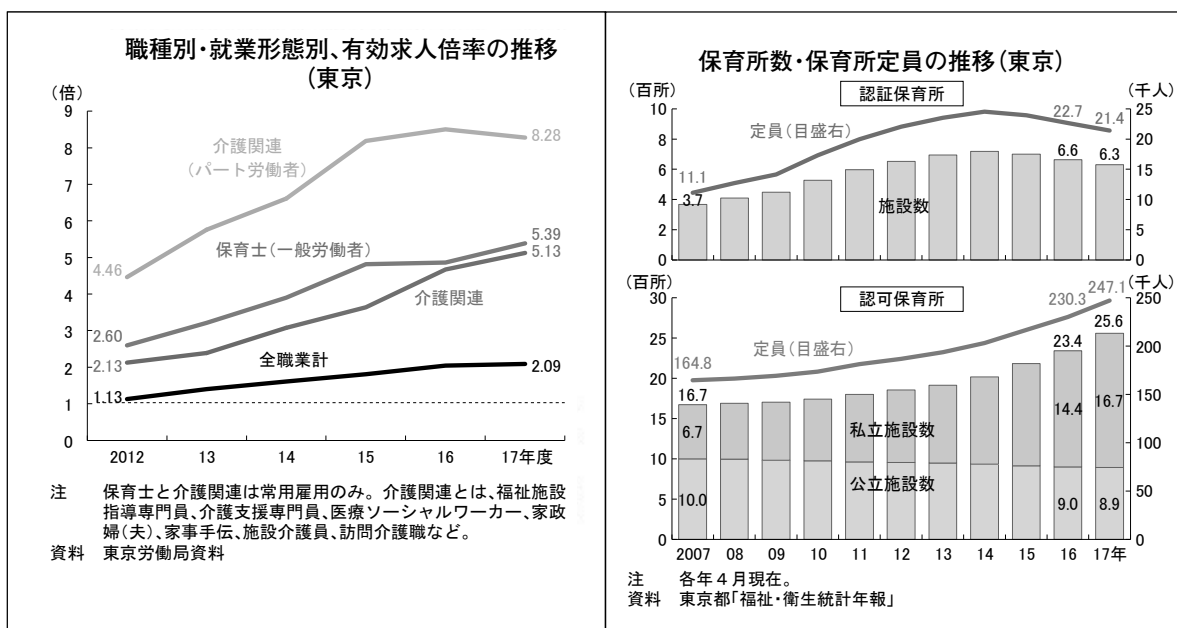 職種別・就業形態別、有効求人倍率の推移
(東京)
(倍)
9
8
7
6
5
4
3
2
1
0
介護関連
(パート労働者)
8.28
4.46
保育士(一般労働者)
5.39
5.13
介護関連
2.60
2.13
全職業計
2.09
1.13
2012 13 14 15 16 17年度
注 保育士と介護関連は常用雇用のみ。介護関連とは、福祉施設
指導専門員、介護支援専門員、医療ソーシャルワーカー、家政
婦(夫)、家事手伝、施設介護員、訪問介護職など。
資料 東京労働局資料
保育所数・保育所定員の推移(東京)
(百所)
認証保育所
(千人)
10
8
6
4
2
0
定員(目盛右)
22.7
21.4
11.1
3.7
6.6
6.3
施設数
25
20
15
10
5
0
(百所)
認可保育所
(千人)
30
25
20
15
10
5
0
247.1
230.3
定員(目盛右)
25.6
23.4
164.8
16.7
6.7
私立施設数
14.4
16.7
10.0
公立施設数
9.0
8.9
250
200
150
100
50
0
2007 08 09 10 11 12 13 14 15 16 17年
注 各年4月現在。
資料 東京都「福祉・衛生統計年報」